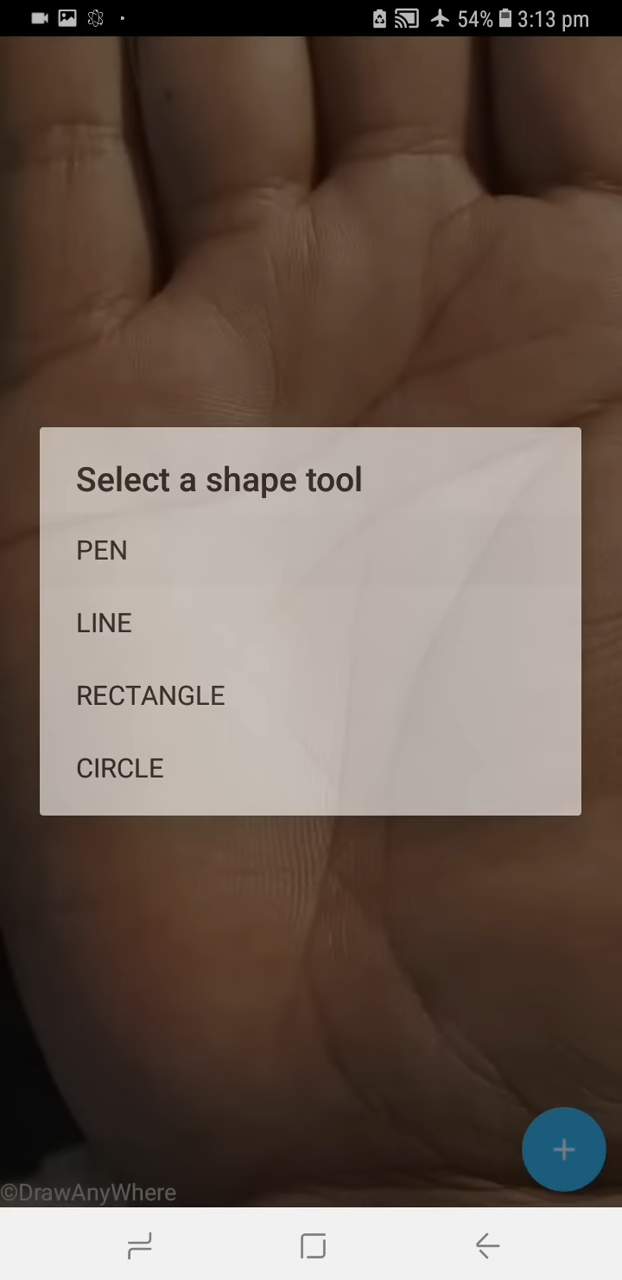 54% 3:13 pm
Select a shape tool
PEN
LINE
RECTANGLE
CIRCLE
©DrawAnyWhere